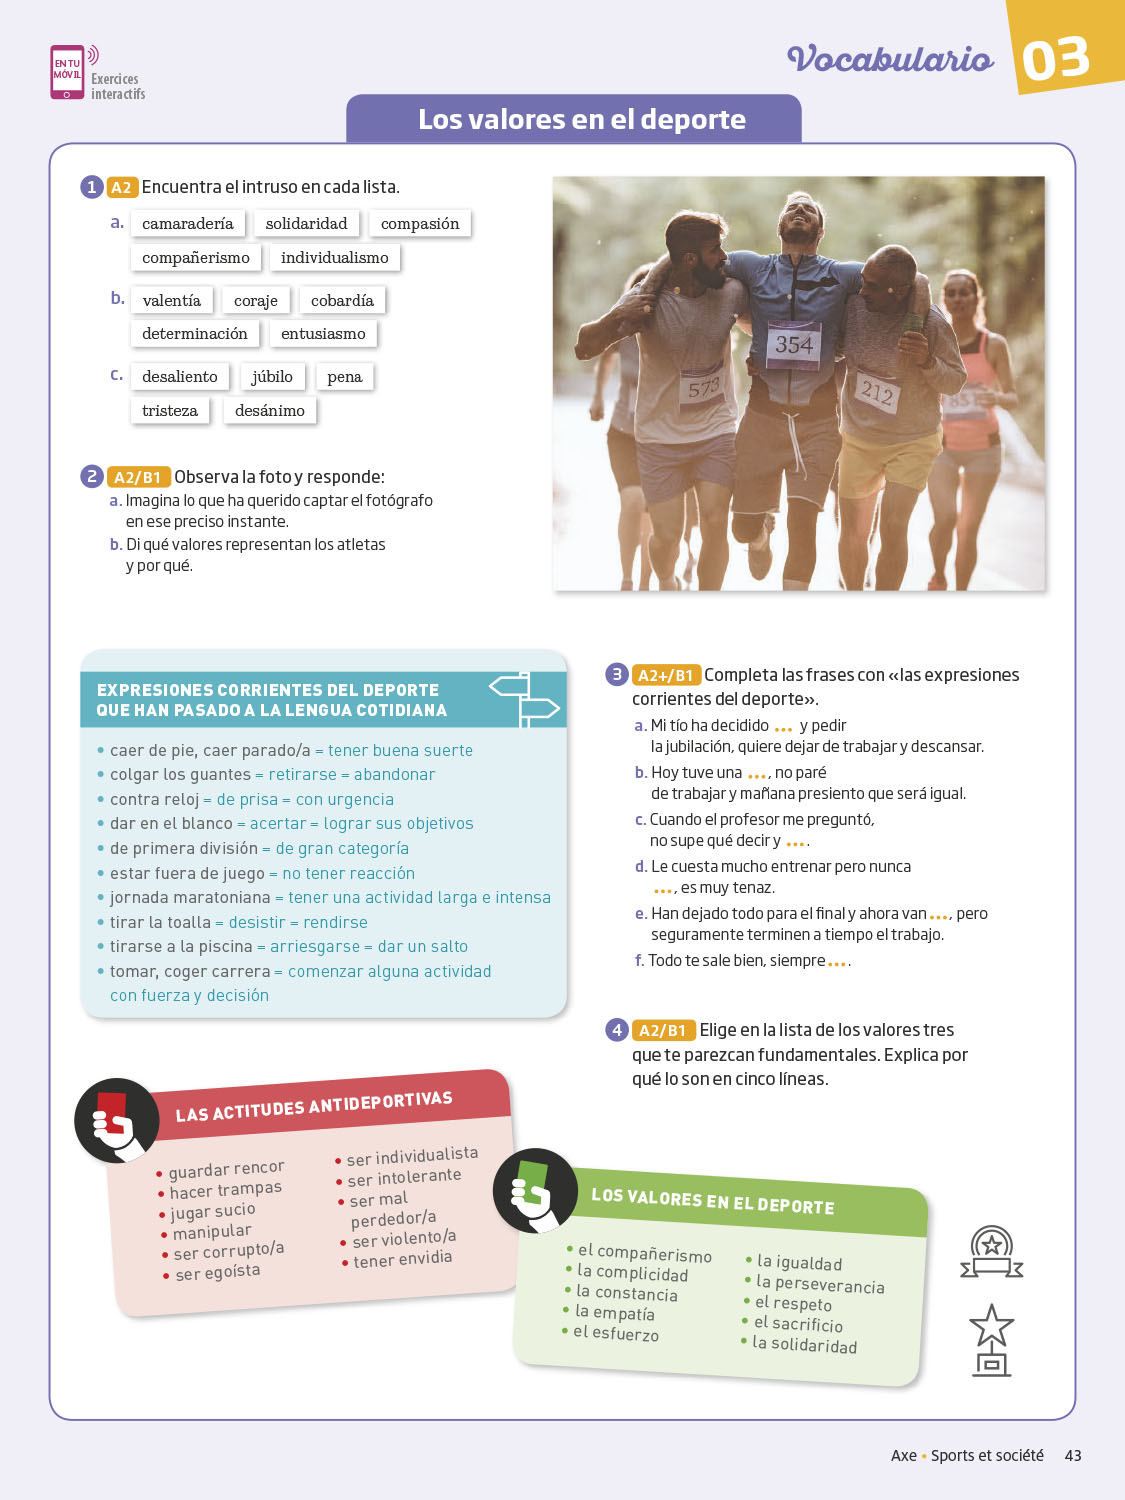 EN TU
MÓVIL
Exercices
interactifs
Vocabulario
03
Los valores en el deporte
1 A2 Encuentra el intruso en cada lista.
a. camaradería solidaridad compasión
compañerismo individualismo
b. valentía coraje cobardía
determinación entusiasmo
c. desaliento júbilo pena
tristeza desánimo
2 A2/B1 Observa la foto y responde:
a. Imagina lo que ha querido captar el fotógrafo
en ese preciso instante.
b. Di qué valores representan los atletas
y por qué.
573
354
212
783
EXPRESIONES CORRIENTES DEL DEPORTE
QUE HAN PASADO A LA LENGUA COTIDIANA
• caer de pie, caer parado/a = tener buena suerte
• colgar los guantes = retirarse = abandonar
• contra reloj = de prisa = con urgencia
• dar en el blanco = acertar = lograr sus objetivos
• de primera división = de gran categoría
• estar fuera de juego = no tener reacción
• jornada maratoniana = tener una actividad larga e intensa
• tirar la toalla = desistir = rendirse
• tirarse a la piscina = arriesgarse = dar un salto
• tomar, coger carrera = comenzar alguna actividad
con fuerza y decisión
3 A2+/B1 Completa las frases con «las expresiones
corrientes del deporte».
a. Mi tío ha decidido ... y pedir
la jubilación, quiere dejar de trabajar y descansar.
b. Hoy tuve una ..., no paré
de trabajar y mañana presiento que será igual.
c. Cuando el profesor me preguntó,
no supe qué decir y ... .
d. Le cuesta mucho entrenar pero nunca
..., es muy tenaz.
e. Han dejado todo para el final y ahora van ..., pero
seguramente terminen a tiempo el trabajo.
f. Todo te sale bien, siempre ... .
4 A2/B1 Elige en la lista de los valores tres
que te parezcan fundamentales. Explica por
qué lo son en cinco líneas.
LAS ACTITUDES ANTIDEPORTIVAS
• guardar rencor
• hacer trampas
• jugar sucio
• manipular
• ser corrupto/a
• ser egoísta
• ser individualista
• ser intolerante
• ser mal
perdedor/a
• ser violento/a
• tener envidia
LOS VALORES EN EL DEPORTE
• el compañerismo
• la complicidad
• la constancia
• la empatía
• el esfuerzo
• la igualdad
• la perseverancia
• el respeto
• el sacrificio
• la solidaridad
Axe • Sports et société 43